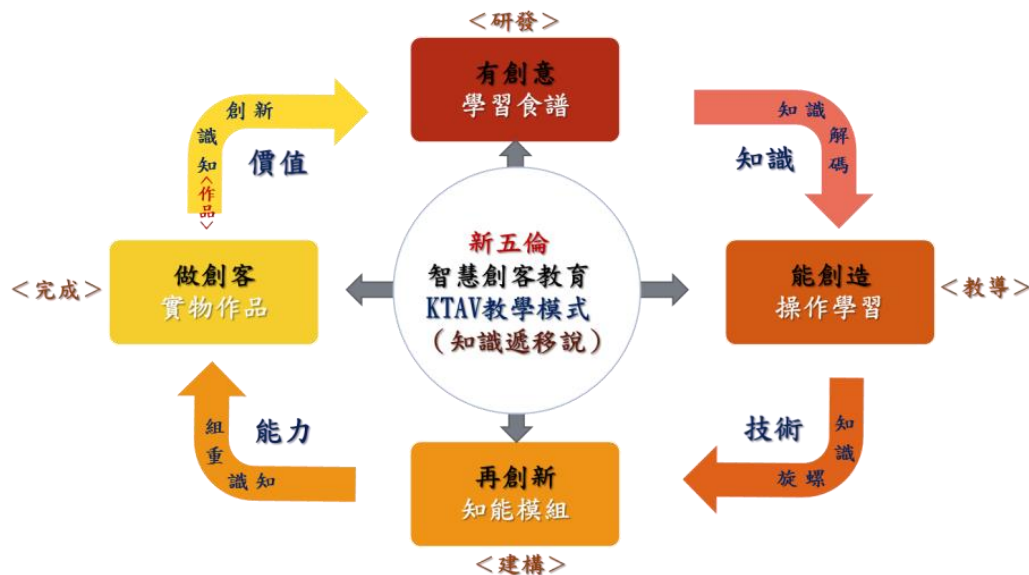 <研發>
有創意
學習食譜
知識
解碼
知識
<教導>
能創造
操作學習
知識
螺旋
技術
再創新
知能模組
<建構>
知識
重組
能力
<完成>
做創客
實物作品
<作品>
知識
創新
價值
新五倫
智慧創客教育
KTAV教學模式
(知識遞移說)